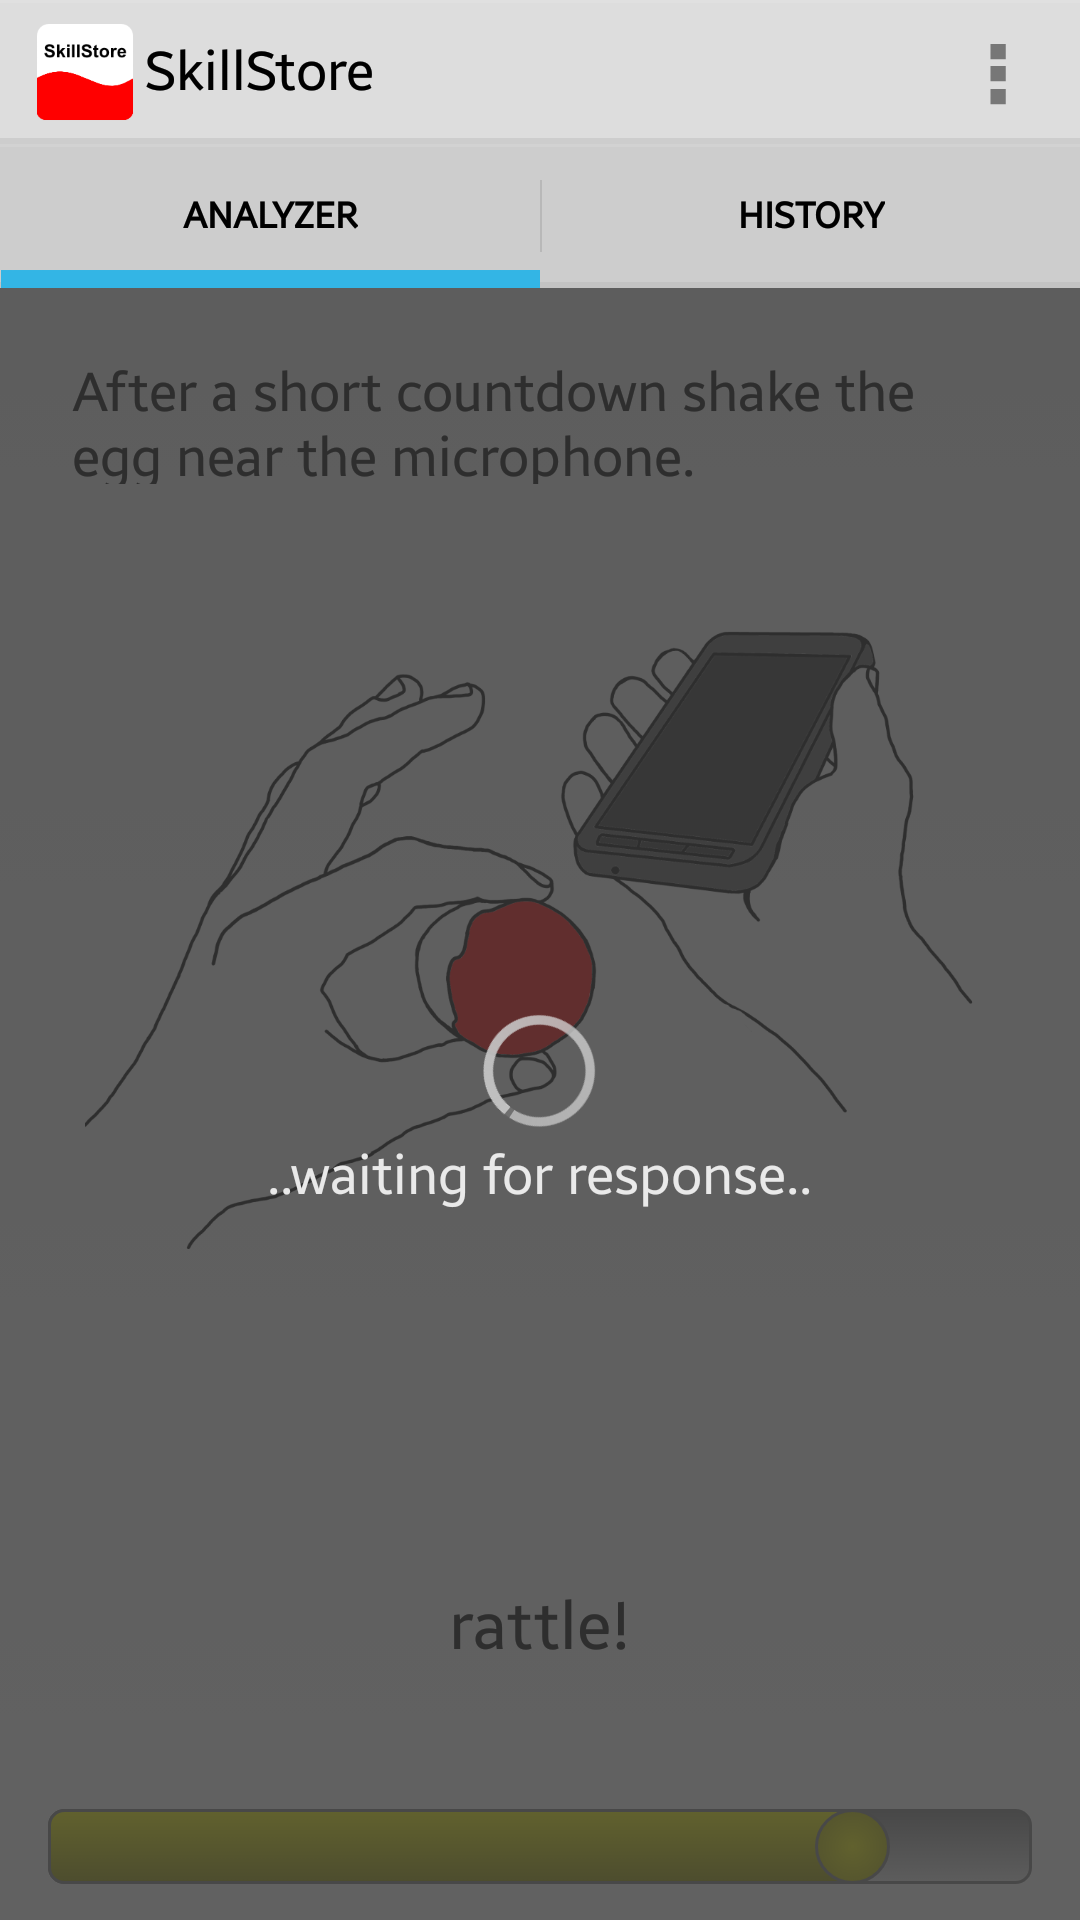 SkillStore
SkillStore
ANALYZER
HISTORY
After a short countdown shake the
egg near the microphone.
..waiting for response..
rattle!